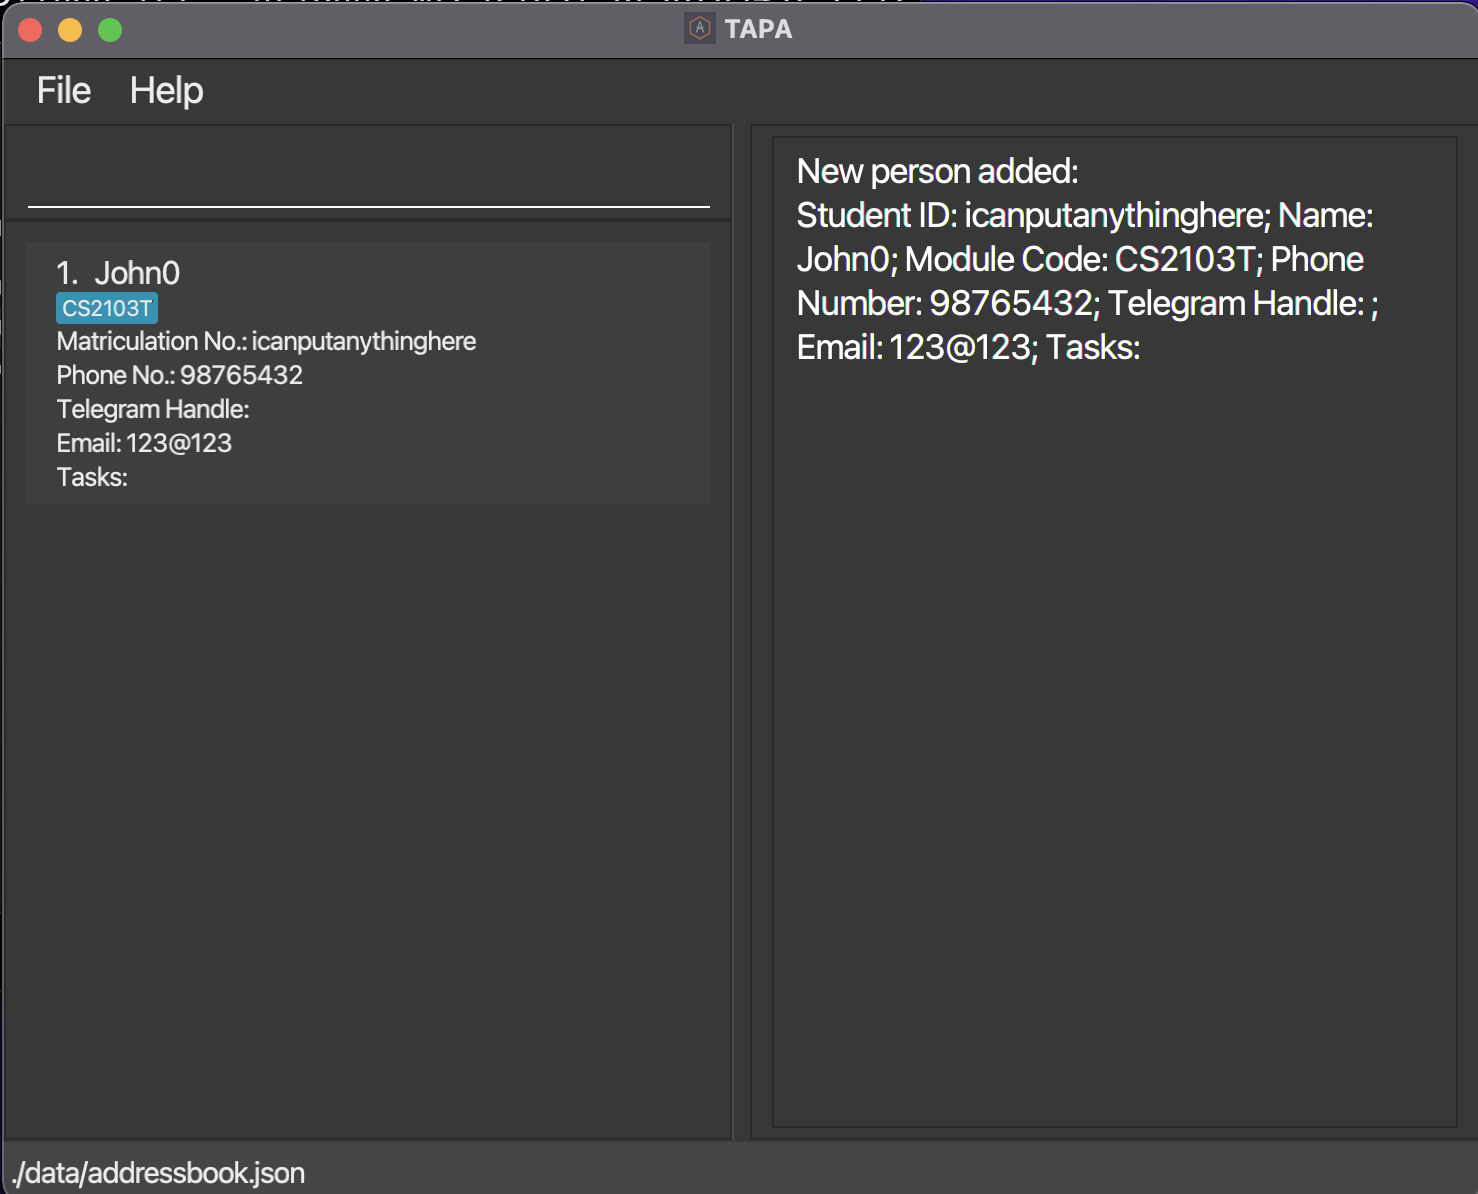 TAPA
File Help
1. John0
CS2103T
Matriculation No.: icanputanythinghere
Phone No.: 98765432
Telegram Handle:
Email: 123@123
Tasks:
New person added:
Student ID: icanputanythinghere; Name:
John0; Module Code: CS2103T; Phone
Number: 98765432; Telegram Handle: ;
Email: 123@123; Tasks:
./data/addressbook.json